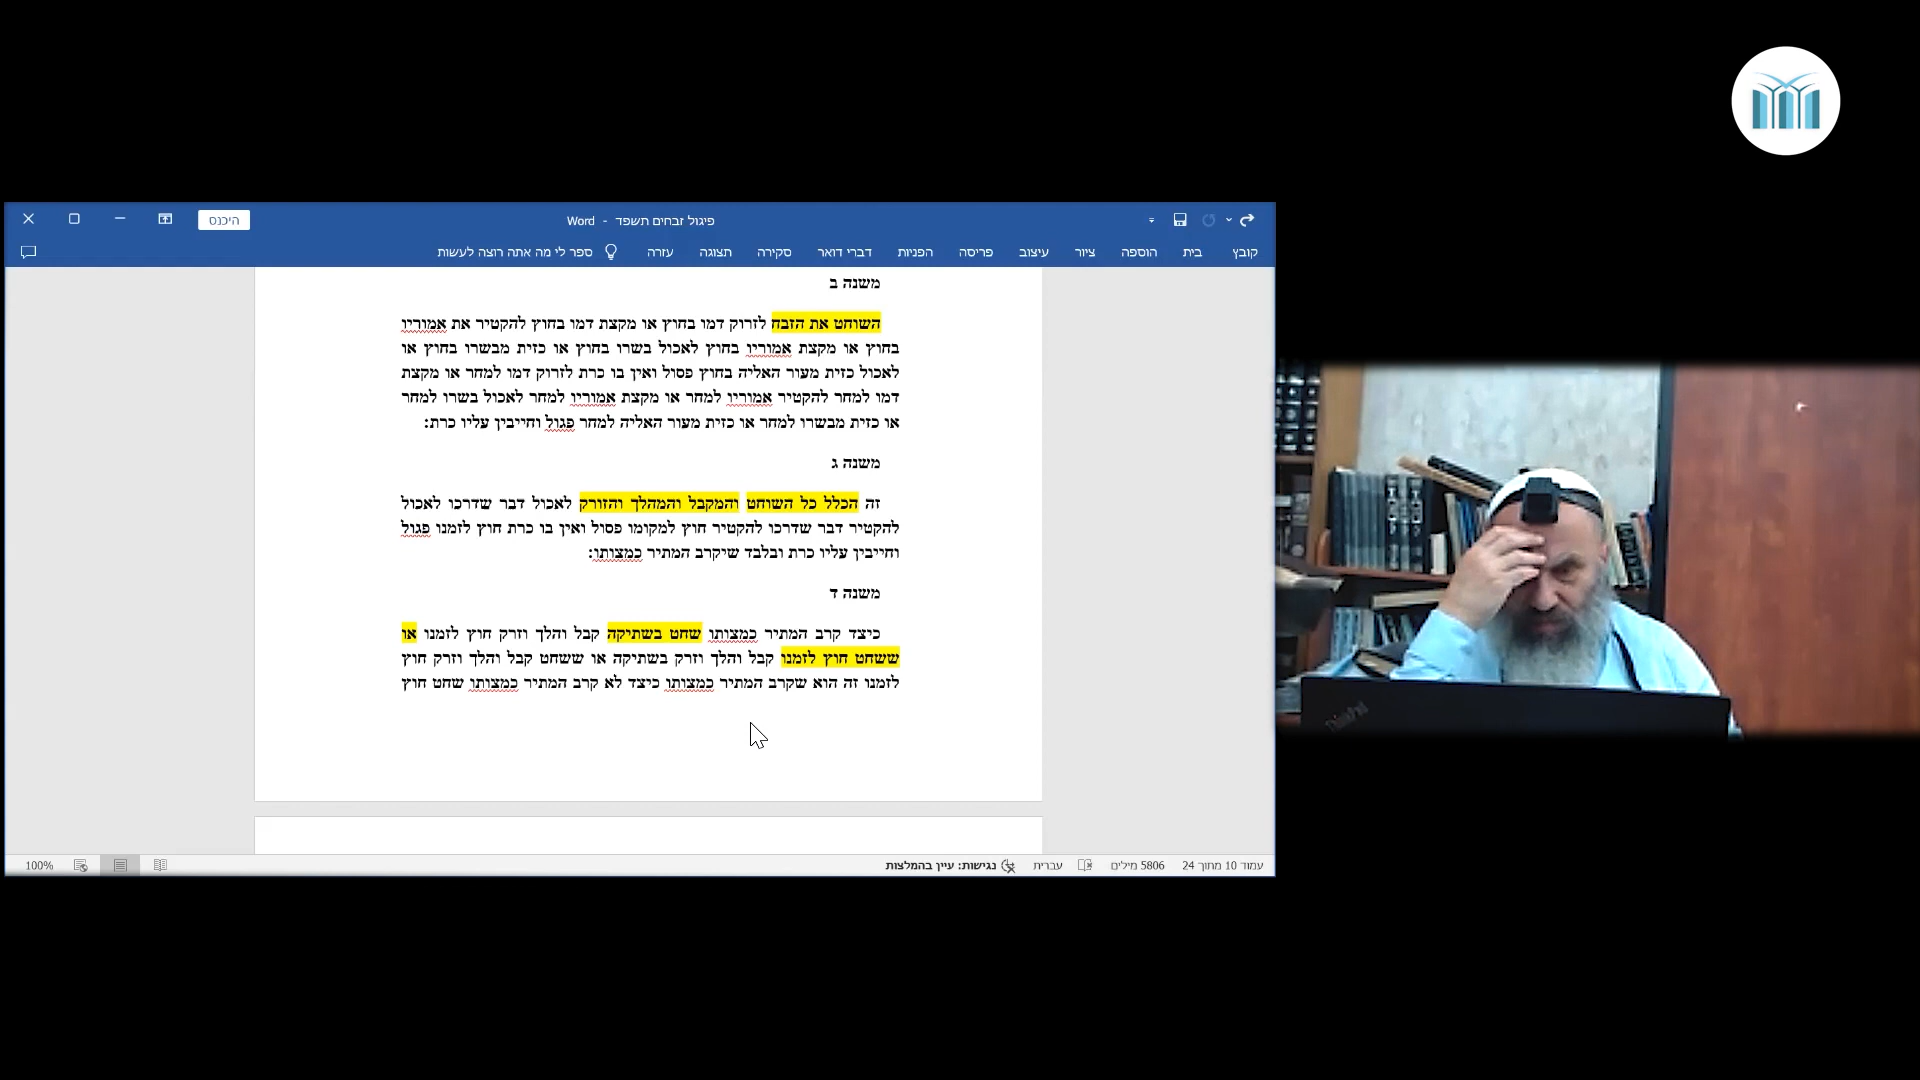 היכנס
פיגול זבחים תשפד - Word
קובץ בית הוספה ציור עיצוב פריסה הפניות דברי דואר סקירה תצוגה עזרה ספר לי מה אתה רוצה לעשות
משנה ב
השוחט את הזבח לזרוק דמו בחוץ או מקצת דמו בחוץ להקטיר את אמוריו
בחוץ או מקצת אמוריו בחוץ לאכול בשרו בחוץ או כזית מבשרו בחוץ או
לאכול כזית מעור האליה בחוץ פסול ואין בו כרת לזרוק דמו למחר או מקצת
דמו למחר להקטיר אמוריו למחר או מקצת אמוריו למחר לאכול בשרו למחר
או כזית מבשרו למחר או כזית מעור האליה למחר פגול וחייבין עליו כרת:
משנה ג
זה הכלל כל השוחט והמקבל והמהלך והזורק לאכול דבר שדרכו לאכול
להקטיר דבר שדרכו להקטיר חוץ למקומו פסול ואין בו כרת חוץ לזמנו פגול
וחייבין עליו כרת ובלבד שיקרב המתיר כמצותו:
משנה ד
כיצד קרב המתיר כמצותו שחט בשתיקה קבל והלך וזרק חוץ לזמנו או
ששחט חוץ לזמנו קבל והלך וזרק בשתיקה או ששחט קבל והלך וזרק חוץ
לזמנו זה הוא שקרב המתיר כמצותו כיצד לא קרב המתיר כמצותו שחט חוץ
עמוד 10 מתוך 24 5806 מילים עברית נגישות: עיין בהמלצות 100%
ThinkPad